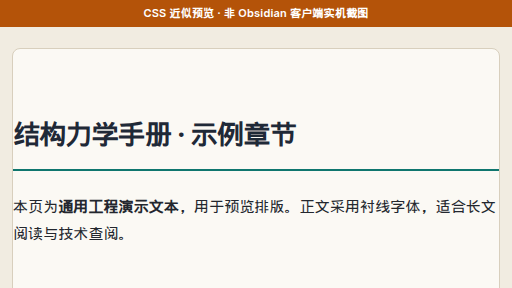 CSS 近似预览 · 非 Obsidian 客户端实机截图
结构力学手册 · 示例章节
本页为通用工程演示文本，用于预览排版。正文采用衬线字体，适合长文
阅读与技术查阅。